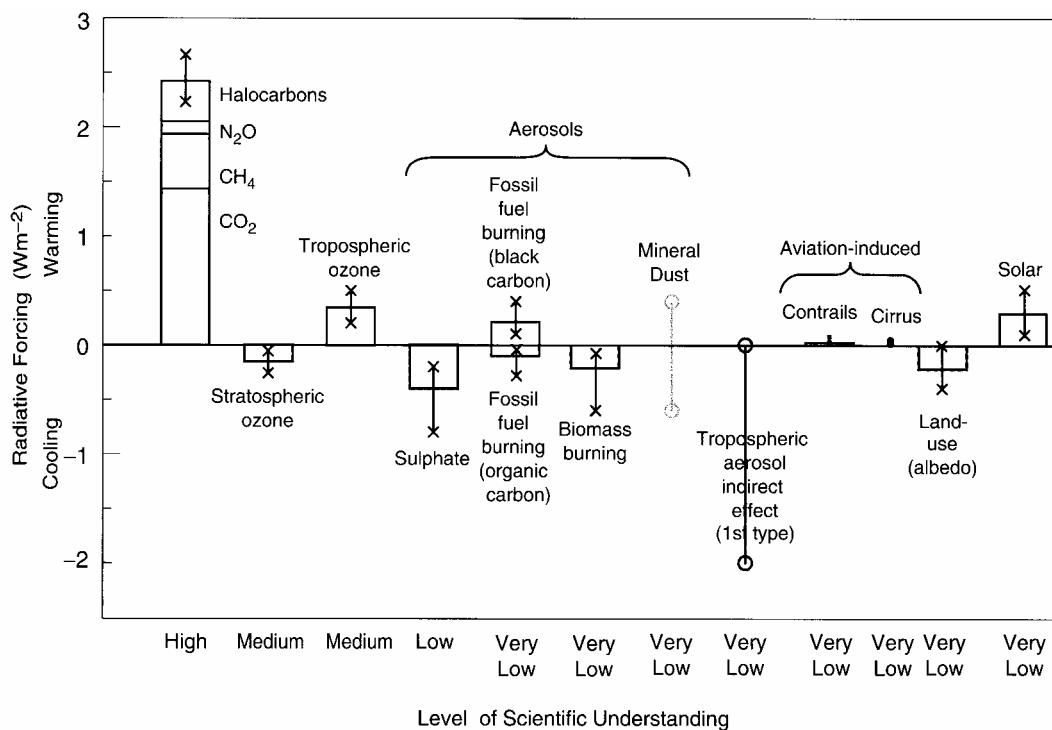 3
2
1
0
−1
−2
Radiative Forcing (Wm⁻²)
Cooling Warming
Halocarbons
N₂O
CH₄
CO₂
Stratospheric
ozone
Tropospheric
ozone
Aerosols
Sulphate
Fossil
fuel
burning
(black
carbon)
Fossil
fuel
burning
(organic
carbon)
Biomass
burning
Mineral
Dust
Tropospheric
aerosol
indirect
effect
(1st type)
Aviation-induced
Contrails
Cirrus
Land-
use
(albedo)
Solar
High
Medium
Medium
Low
Very
Low
Very
Low
Very
Low
Very
Low
Very
Low
Very
Low
Very
Low
Very
Low
Level of Scientific Understanding